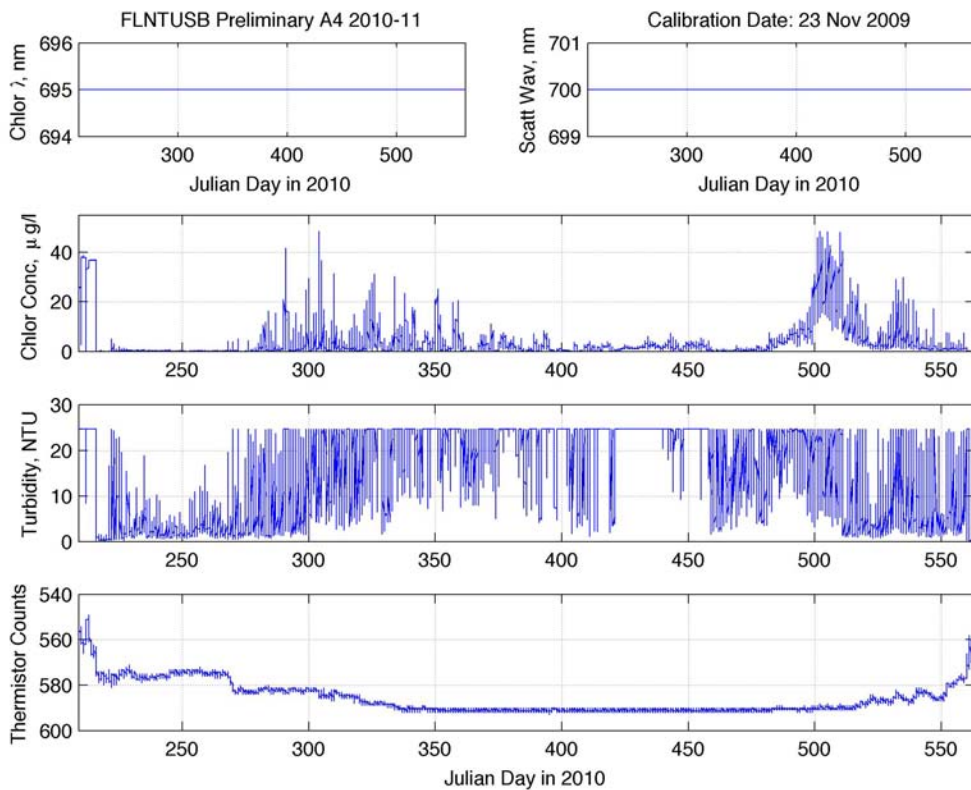 FLNTUSB Preliminary A4 2010-11
Calibration Date: 23 Nov 2009
Chlor λ, nm
696
695
694
300 400 500
Julian Day in 2010
Scatt Wav, nm
701
700
699
300 400 500
Julian Day in 2010
Chlor Conc, μg/l
40
20
0
250 300 350 400 450 500 550
Turbidity, NTU
30
20
10
0
250 300 350 400 450 500 550
Thermistor Counts
540
560
580
600
250 300 350 400 450 500 550
Julian Day in 2010